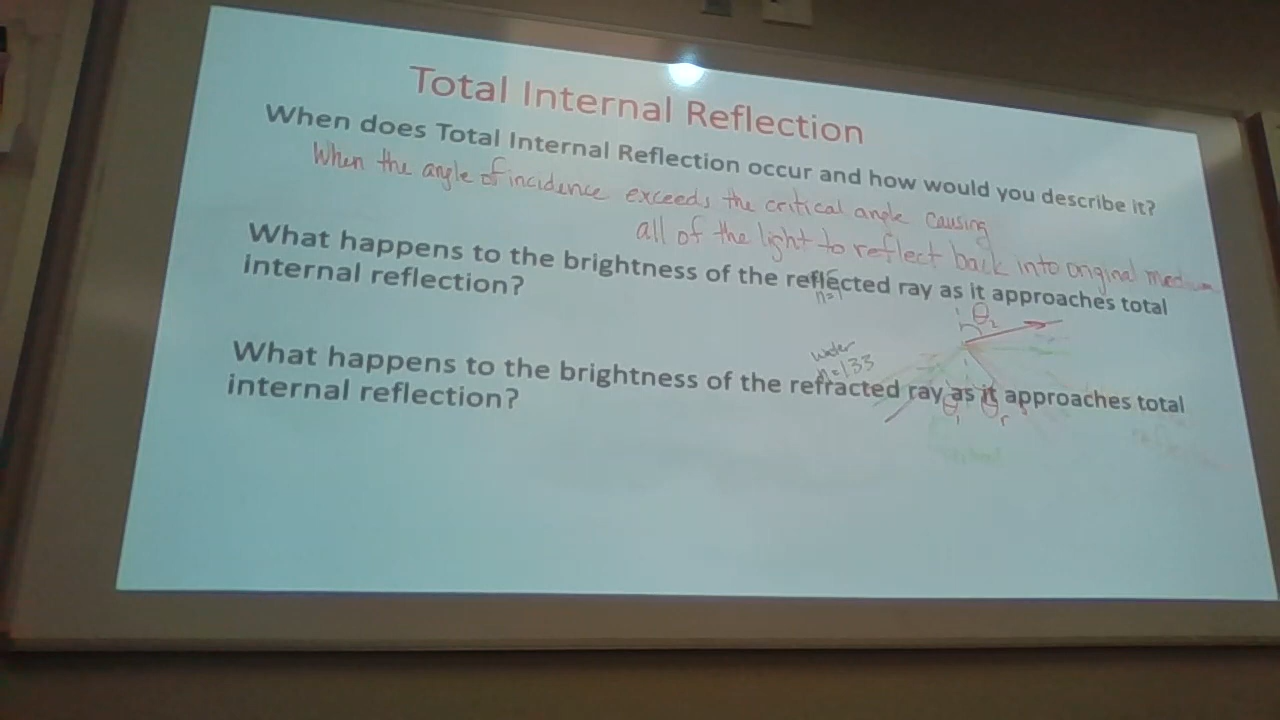 Total Internal Reflection
When does Total Internal Reflection occur and how would you describe it?
When the angle of incidence exceeds the critical angle causing
all of the light to reflect back into original medium
What happens to the brightness of the reflected ray as it approaches total
internal reflection?
n=1
θ₂
water
n=1.33
What happens to the brightness of the refracted ray as it approaches total
internal reflection?
θᵢ θᵣ